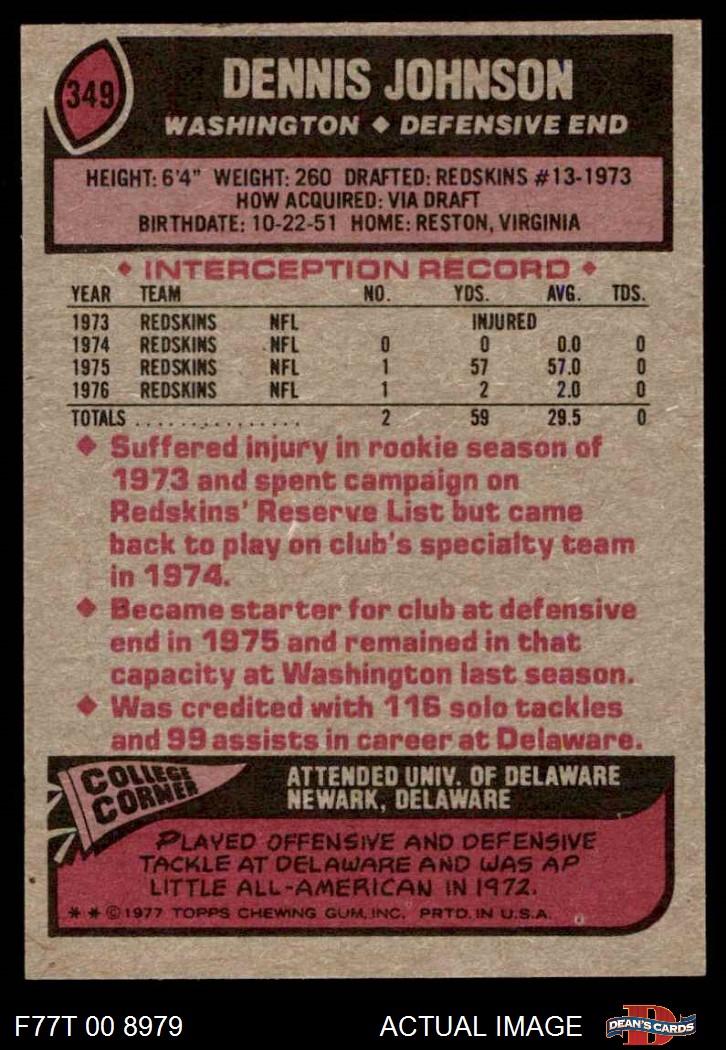 349
DENNIS JOHNSON
WASHINGTON ◆ DEFENSIVE END
HEIGHT: 6'4" WEIGHT: 260 DRAFTED: REDSKINS #13-1973
HOW ACQUIRED: VIA DRAFT
BIRTHDATE: 10-22-51 HOME: RESTON, VIRGINIA
◆ INTERCEPTION RECORD ◆
YEAR TEAM NO. YDS. AVG. TDS.
1973 REDSKINS NFL INJURED
1974 REDSKINS NFL 0 0 0.0 0
1975 REDSKINS NFL 1 57 57.0 0
1976 REDSKINS NFL 1 2 2.0 0
TOTALS ................ 2 59 29.5 0
◆ Suffered injury in rookie season of
1973 and spent campaign on
Redskins' Reserve List but came
back to play on club's specialty team
in 1974.
◆ Became starter for club at defensive
end in 1975 and remained in that
capacity at Washington last season.
◆ Was credited with 116 solo tackles
and 99 assists in career at Delaware.
COLLEGE
CORNER
ATTENDED UNIV. OF DELAWARE
NEWARK, DELAWARE
PLAYED OFFENSIVE AND DEFENSIVE
TACKLE AT DELAWARE AND WAS AP
LITTLE ALL-AMERICAN IN 1972.
* * © 1977 TOPPS CHEWING GUM, INC. PRTD. IN U.S.A.
F77T 00 8979
ACTUAL IMAGE
D
DEAN'S CARDS